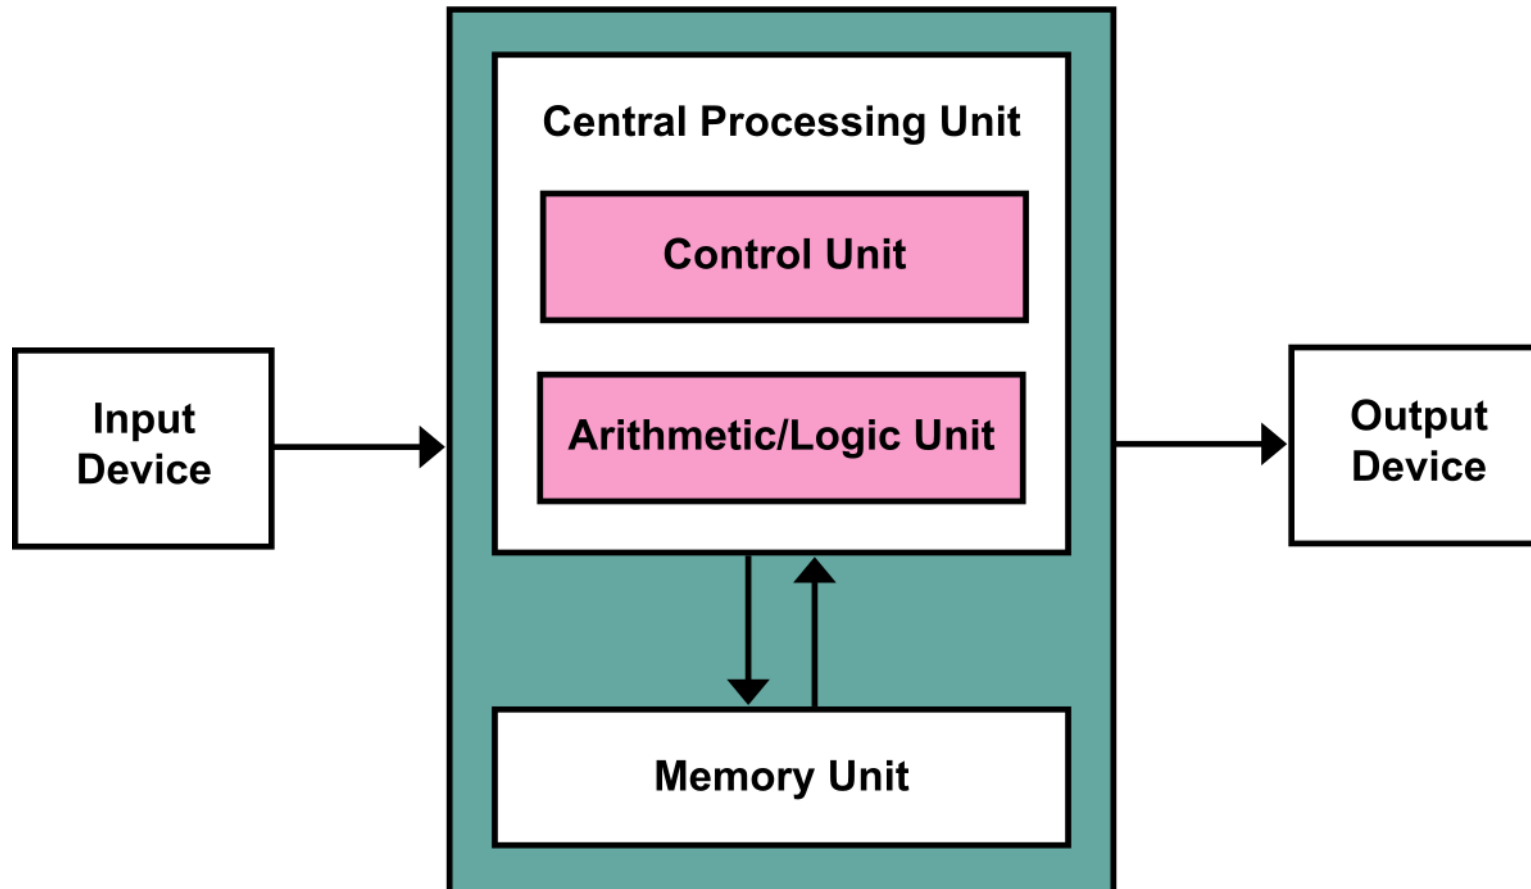 Central Processing Unit
Control Unit
Arithmetic/Logic Unit
Input
Device
Output
Device
Memory Unit